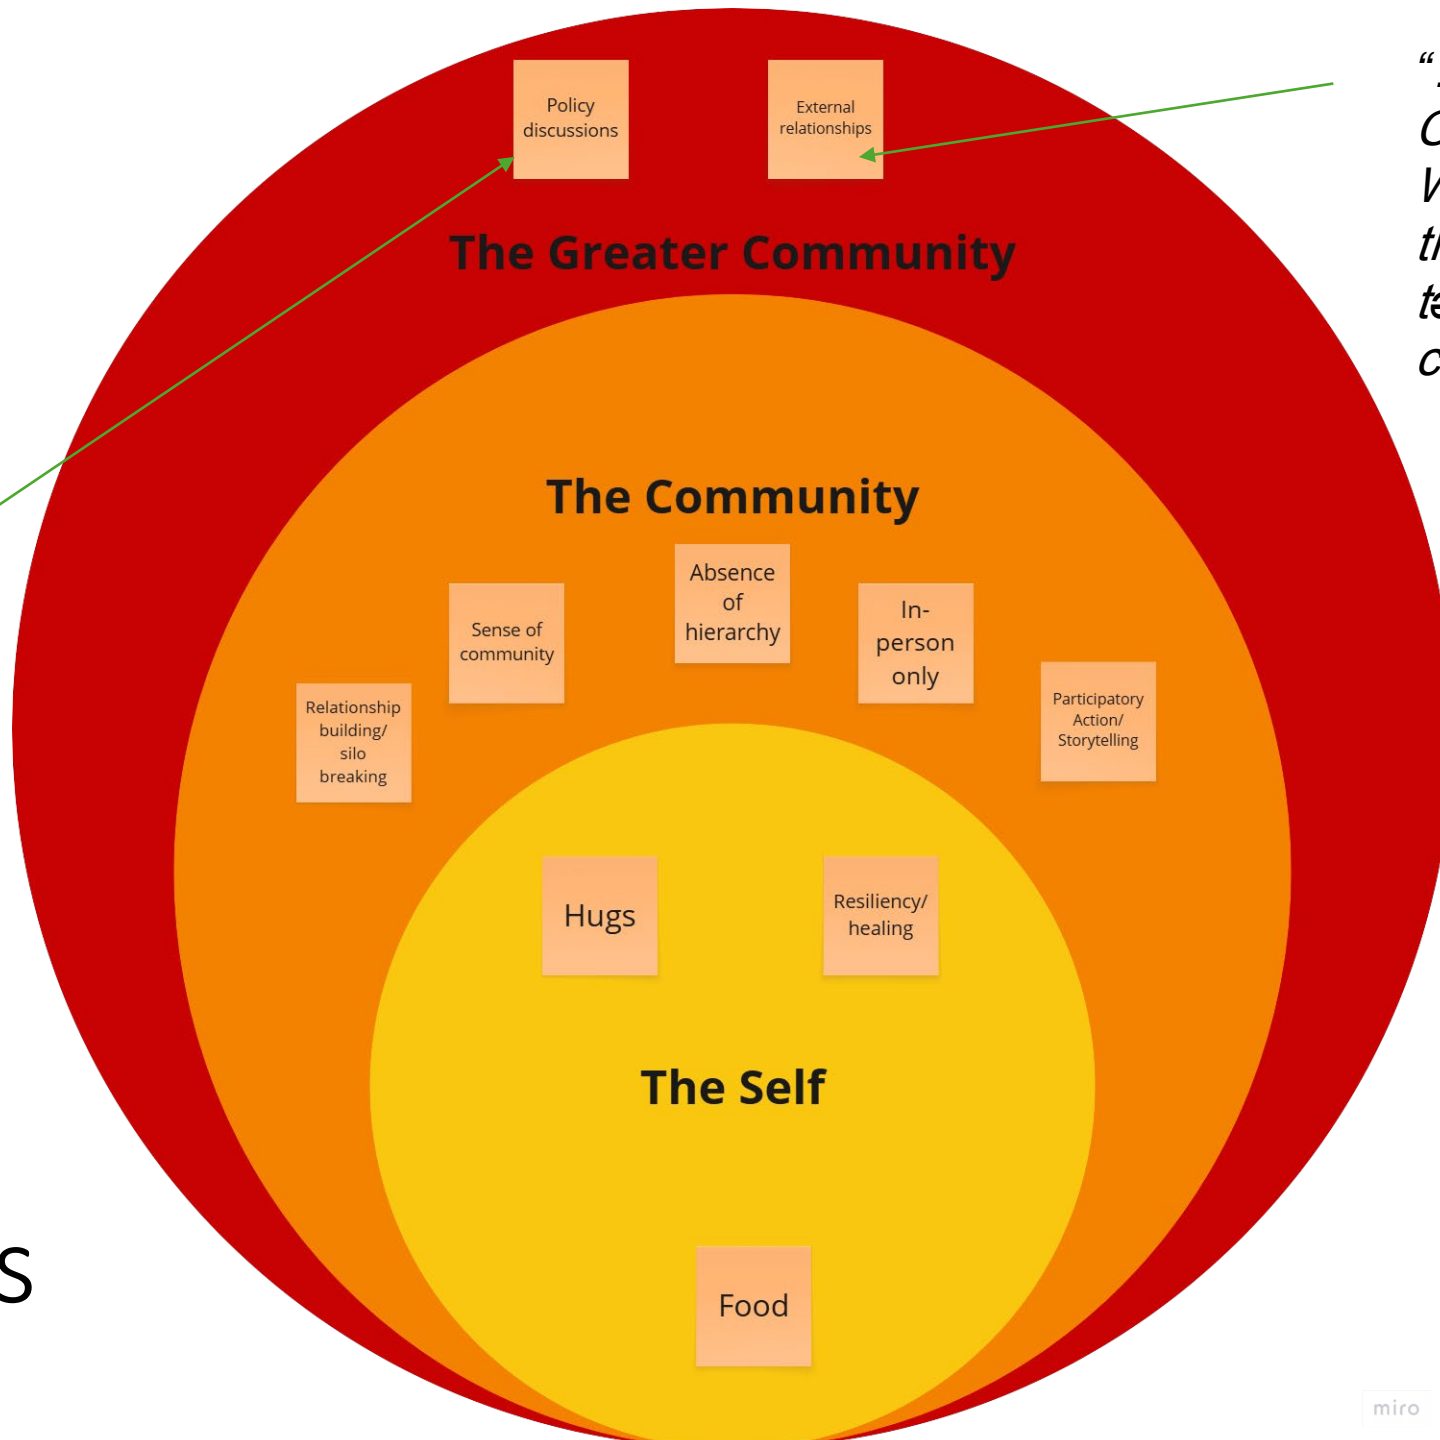 Policy
discussions
External
relationships
The Greater Community
The Community
Absence
of
hierarchy
Sense of
community
In-
person
only
Relationship
building/
silo
breaking
Participatory
Action/
Storytelling
Hugs
Resiliency/
healing
The Self
Food
miro